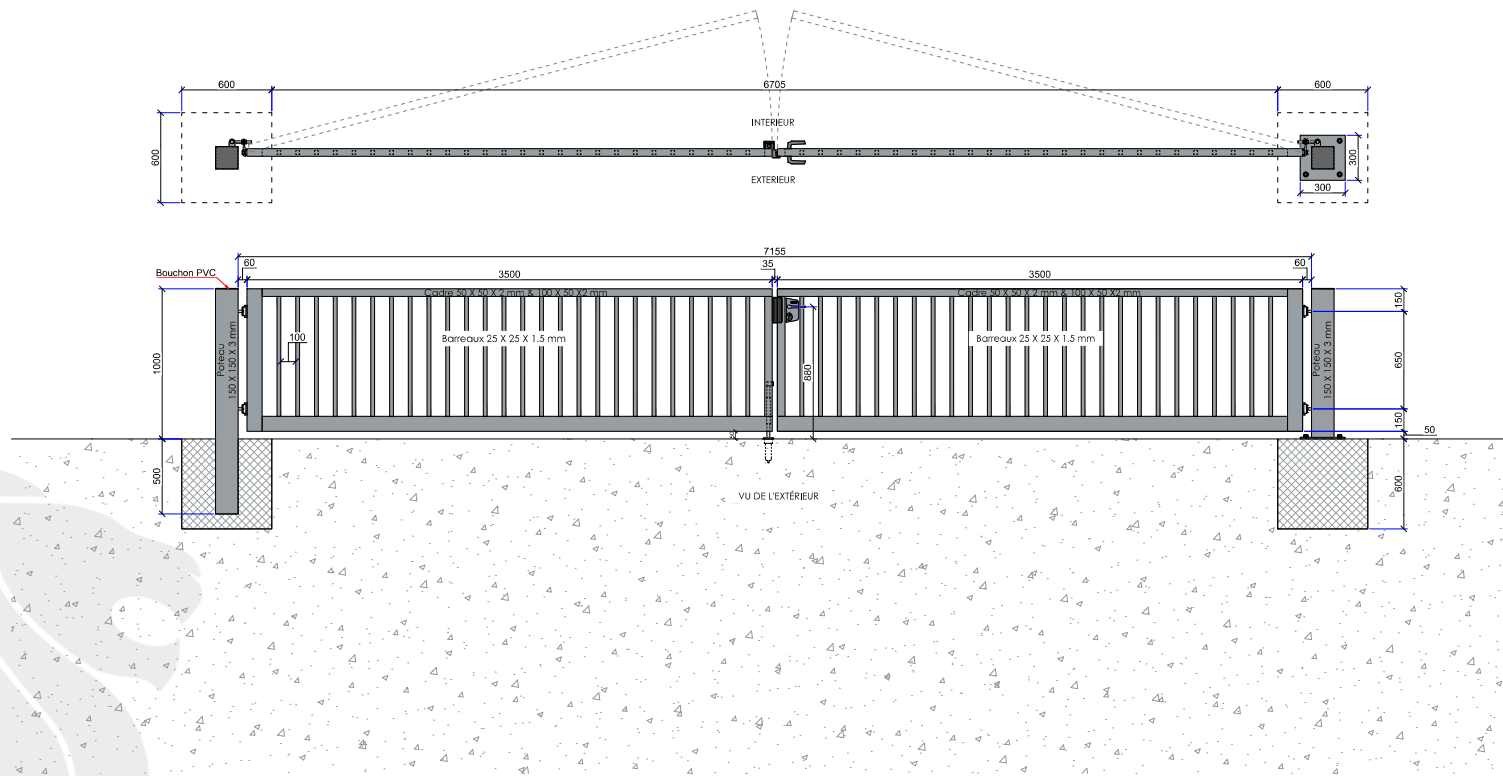 600
6705
600
INTERIEUR
600
EXTERIEUR
300
300
7155
Bouchon PVC
60
3500
35
3500
60
Cadre 50 X 50 X 2 mm & 100 X 50 X2 mm
Cadre 50 X 50 X 2 mm & 100 X 50 X2 mm
150
Poteau
150 X 150 X 3 mm
100
Barreaux 25 X 25 X 1.5 mm
Barreaux 25 X 25 X 1.5 mm
Poteau
150 X 150 X 3 mm
1000
880
650
150
50
500
VU DE L'EXTÉRIEUR
600